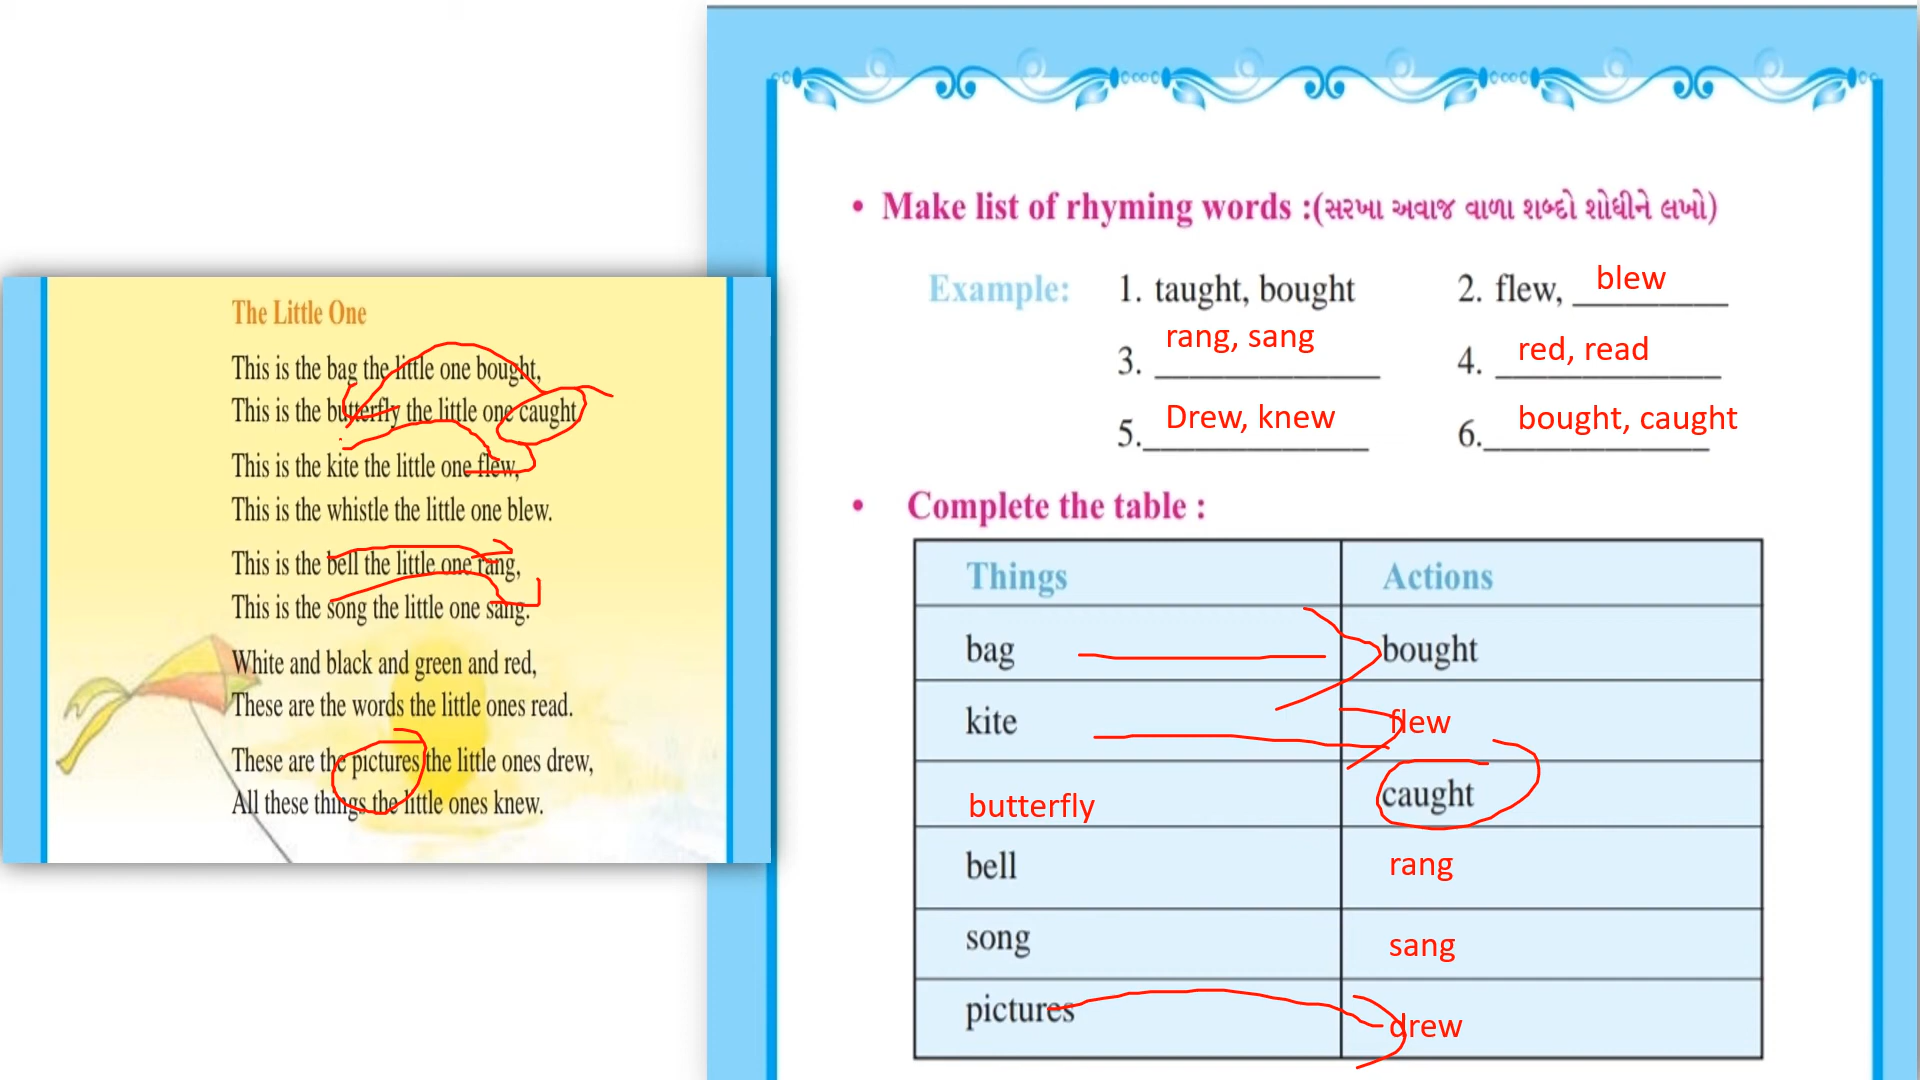 The Little One
This is the bag the little one bought,
This is the butterfly the little one caught
This is the kite the little one flew,
This is the whistle the little one blew.
This is the bell the little one rang,
This is the song the little one sang.
White and black and green and red,
These are the words the little ones read.
These are the pictures the little ones drew,
All these things the little ones knew.
• Make list of rhyming words :(સરખા અવાજ વાળા શબ્દો શોધીને લખો)
Example: 1. taught, bought 2. flew, blew
3. rang, sang 4. red, read
5. Drew, knew 6. bought, caught
• Complete the table :
Things Actions
bag bought
kite flew
butterfly caught
bell rang
song sang
pictures drew